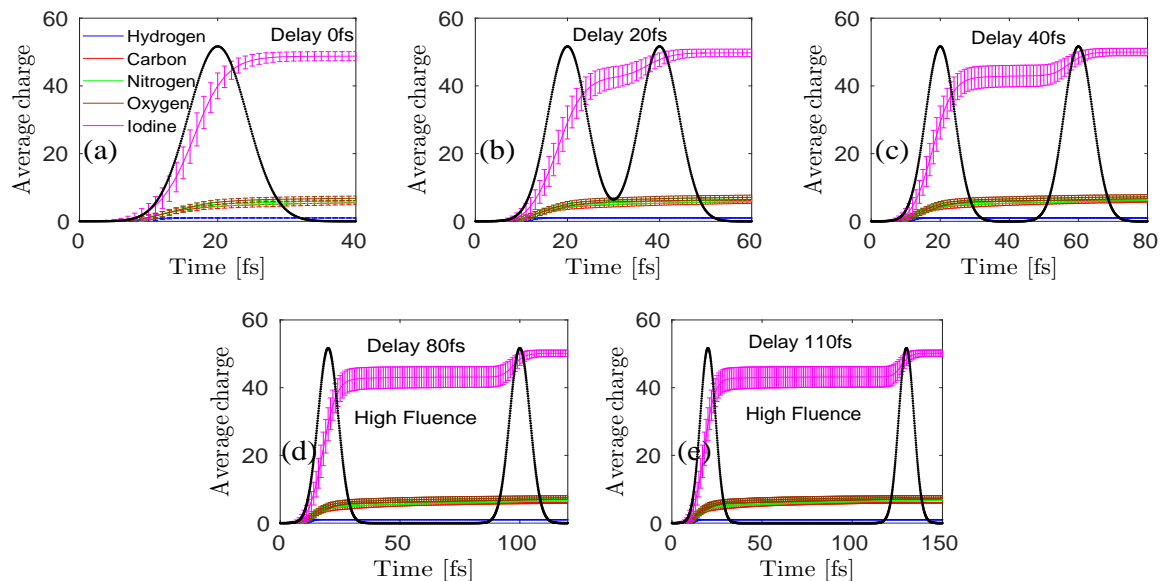 Average charge
60
40
20
0
Hydrogen
Carbon
Nitrogen
Oxygen
Iodine
Delay 0fs
(a)
0 20 40
Time [fs]
Average charge
60
40
20
0
Delay 20fs
(b)
0 20 40 60
Time [fs]
Average charge
60
40
20
0
Delay 40fs
(c)
0 20 40 60 80
Time [fs]
Average charge
60
40
20
0
Delay 80fs
High Fluence
(d)
0 50 100
Time [fs]
Average charge
60
40
20
0
Delay 110fs
High Fluence
(e)
0 50 100 150
Time [fs]